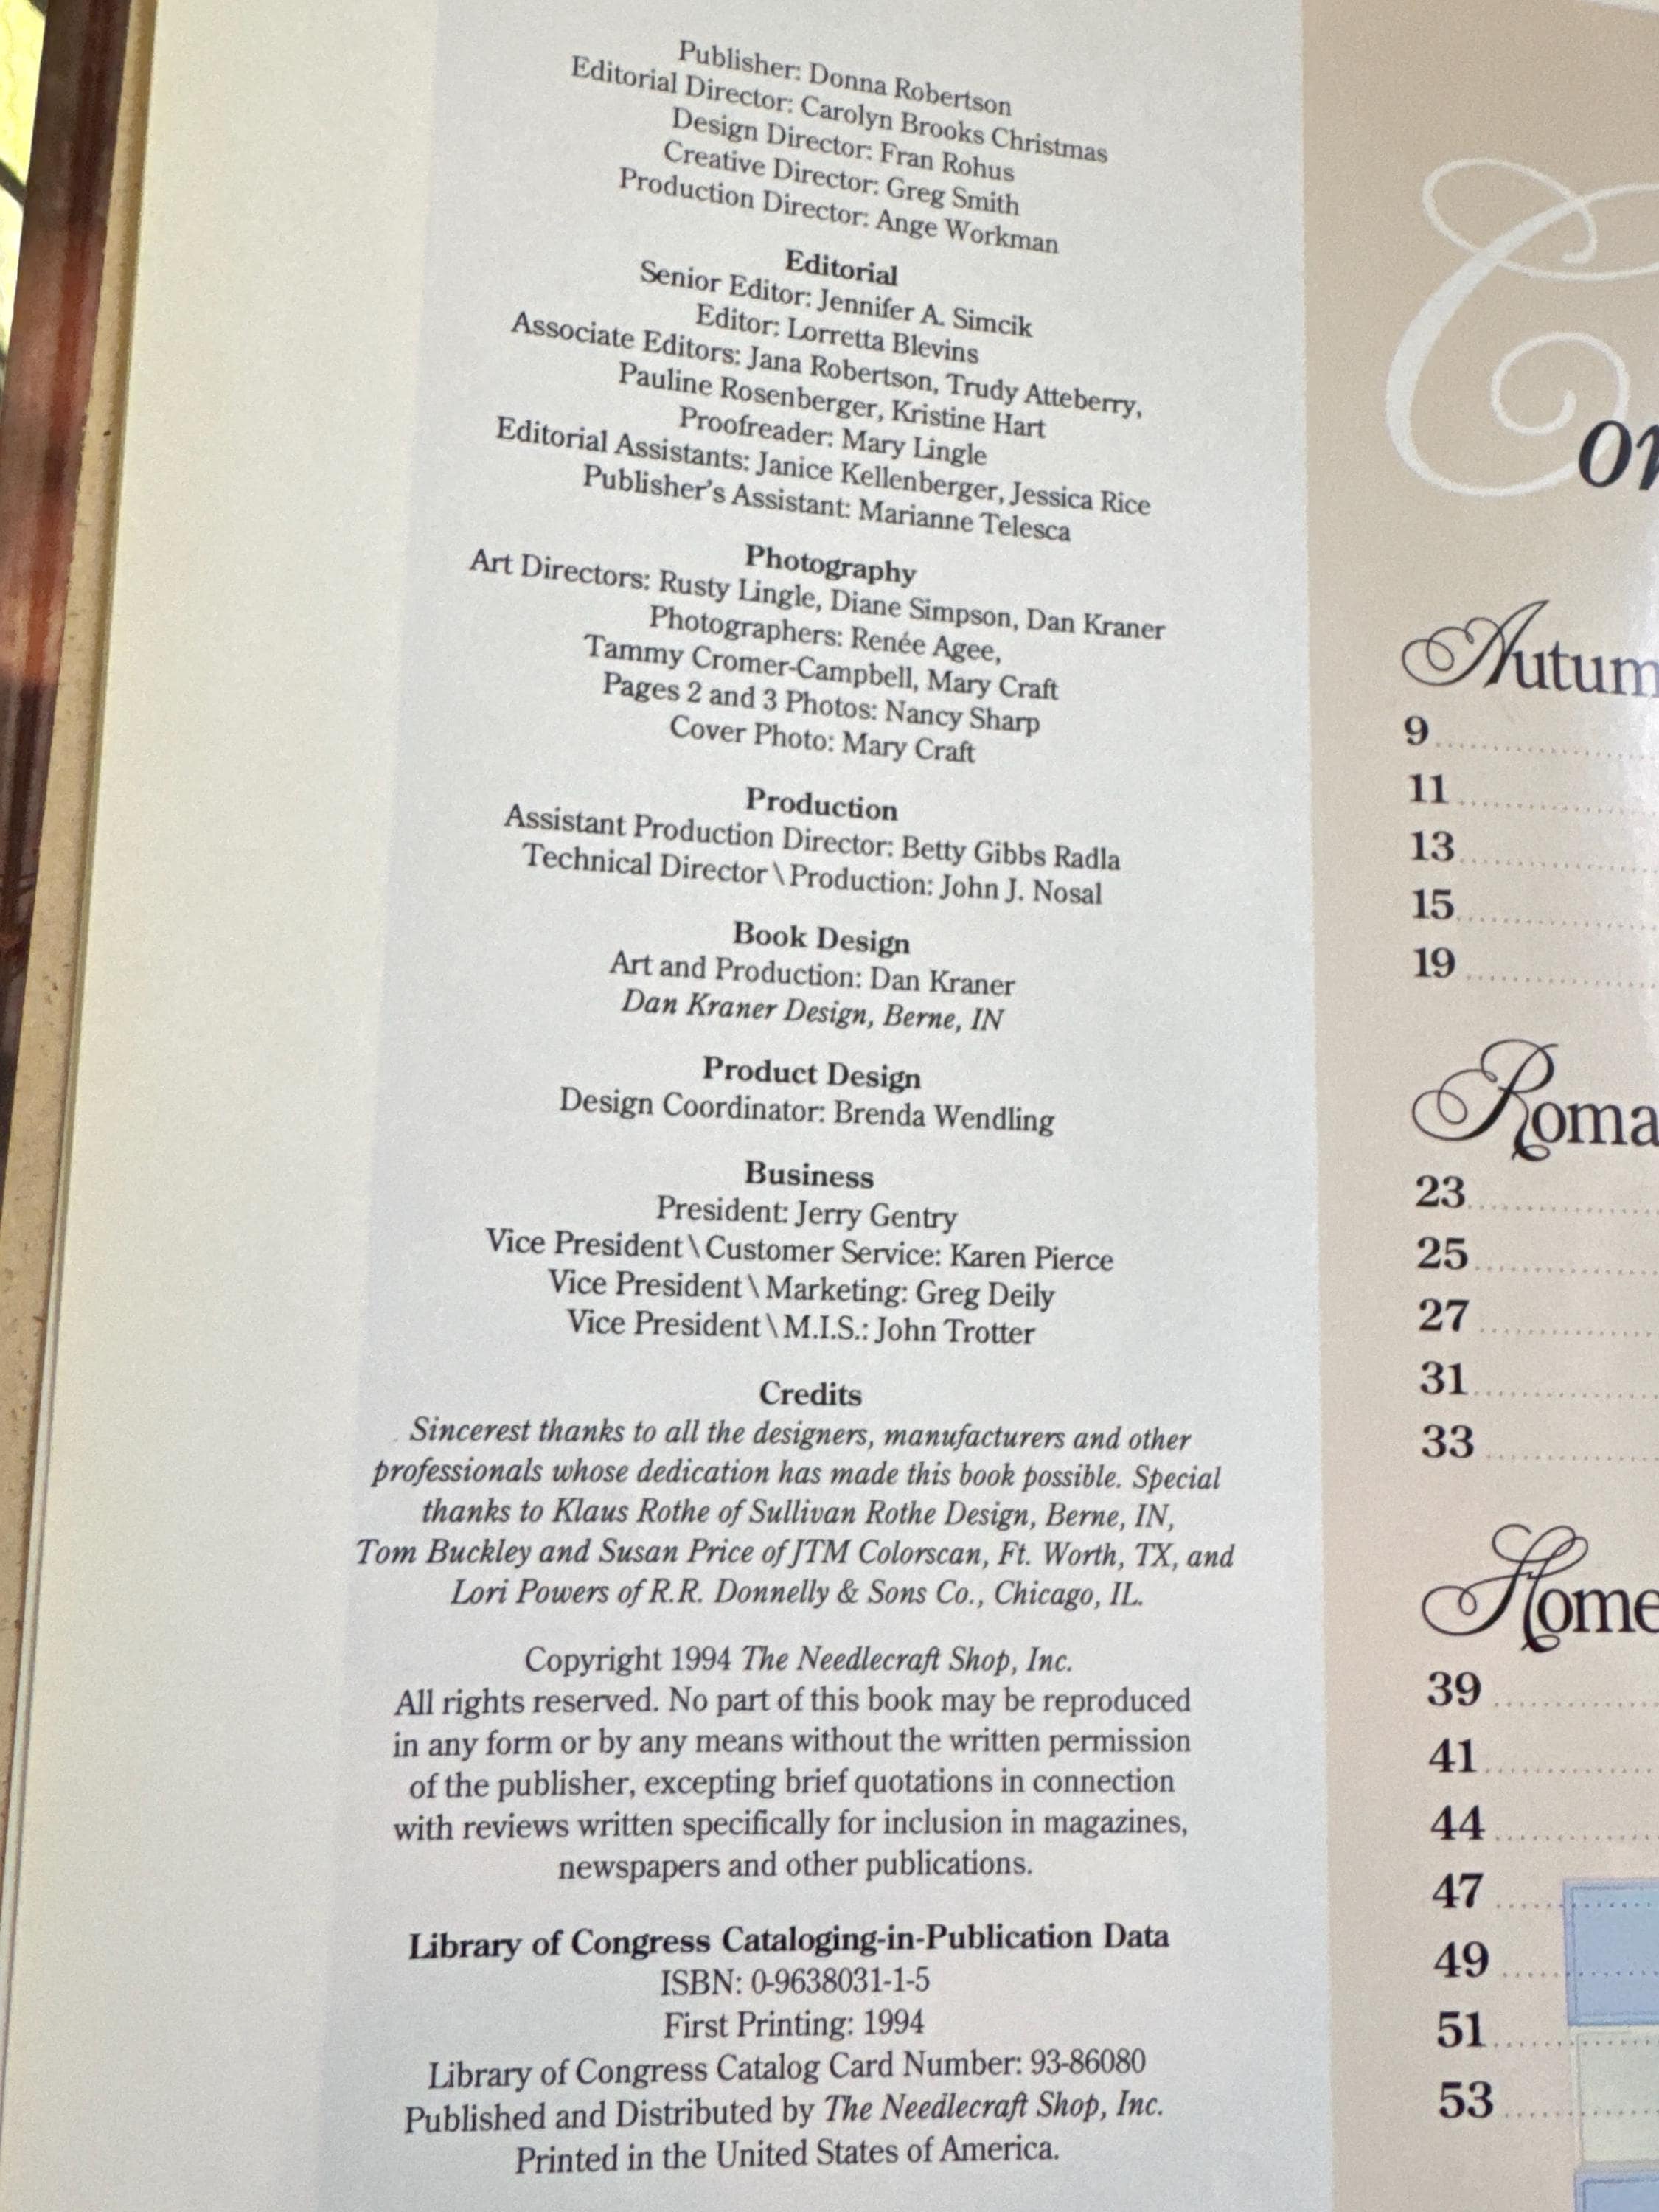 Publisher: Donna Robertson
Editorial Director: Carolyn Brooks Christmas
Design Director: Fran Rohus
Creative Director: Greg Smith
Production Director: Ange Workman
Editorial
Senior Editor: Jennifer A. Simcik
Editor: Lorretta Blevins
Associate Editors: Jana Robertson, Trudy Atteberry,
Pauline Rosenberger, Kristine Hart
Proofreader: Mary Lingle
Editorial Assistants: Janice Kellenberger, Jessica Rice
Publisher's Assistant: Marianne Telesca
Photography
Art Directors: Rusty Lingle, Diane Simpson, Dan Kraner
Photographers: Renée Agee,
Tammy Cromer-Campbell, Mary Craft
Pages 2 and 3 Photos: Nancy Sharp
Cover Photo: Mary Craft
Production
Assistant Production Director: Betty Gibbs Radla
Technical Director \ Production: John J. Nosal
Book Design
Art and Production: Dan Kraner
Dan Kraner Design, Berne, IN
Product Design
Design Coordinator: Brenda Wendling
Business
President: Jerry Gentry
Vice President \ Customer Service: Karen Pierce
Vice President \ Marketing: Greg Deily
Vice President \ M.I.S.: John Trotter
Credits
Sincerest thanks to all the designers, manufacturers and other
professionals whose dedication has made this book possible. Special
thanks to Klaus Rothe of Sullivan Rothe Design, Berne, IN,
Tom Buckley and Susan Price of JTM Colorscan, Ft. Worth, TX, and
Lori Powers of R.R. Donnelly & Sons Co., Chicago, IL.
Copyright 1994 The Needlecraft Shop, Inc.
All rights reserved. No part of this book may be reproduced
in any form or by any means without the written permission
of the publisher, excepting brief quotations in connection
with reviews written specifically for inclusion in magazines,
newspapers and other publications.
Library of Congress Cataloging-in-Publication Data
ISBN: 0-9638031-1-5
First Printing: 1994
Library of Congress Catalog Card Number: 93-86080
Published and Distributed by The Needlecraft Shop, Inc.
Printed in the United States of America.
Con
Autum
9
11
13
15
19
Roma
23
25
27
31
33
Home
39
41
44
47
49
51
53